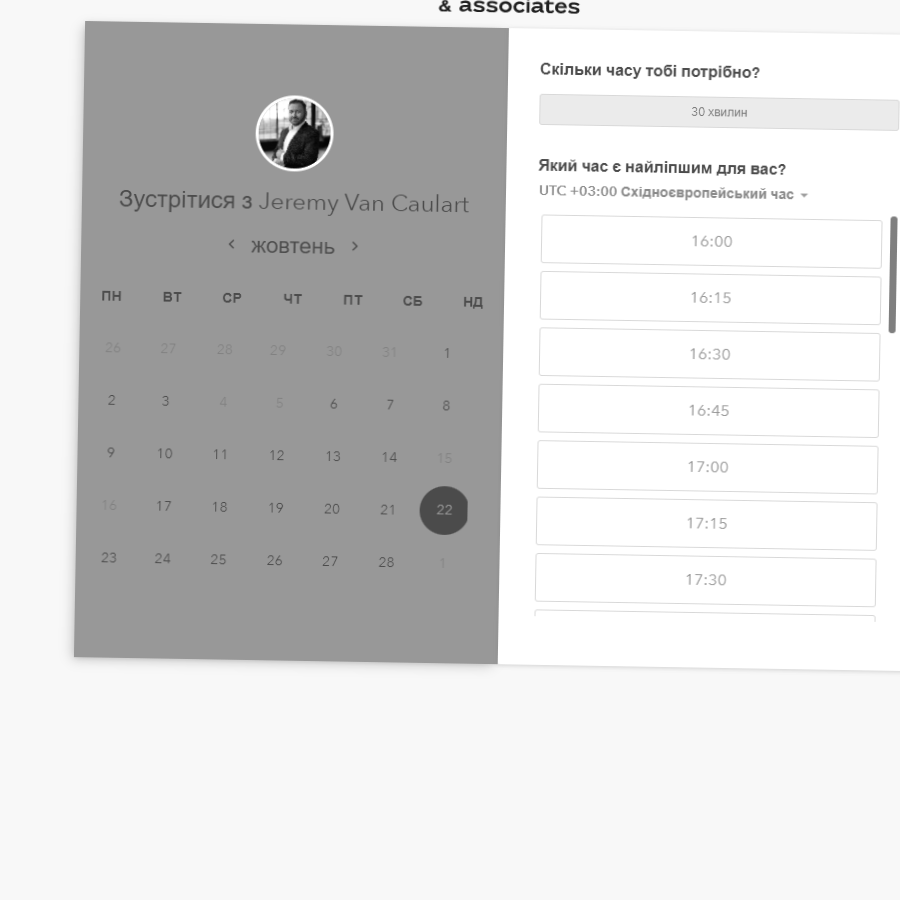 & associates
Зустрітися з Jeremy Van Caulart
жовтень
ПН ВТ СР ЧТ ПТ СБ НД
26 27 28 29 30 31 1
2 3 4 5 6 7 8
9 10 11 12 13 14 15
16 17 18 19 20 21 22
23 24 25 26 27 28 1
Скільки часу тобі потрібно?
30 хвилин
Який час є найліпшим для вас?
UTC +03:00 Східноєвропейський час
16:00
16:15
16:30
16:45
17:00
17:15
17:30